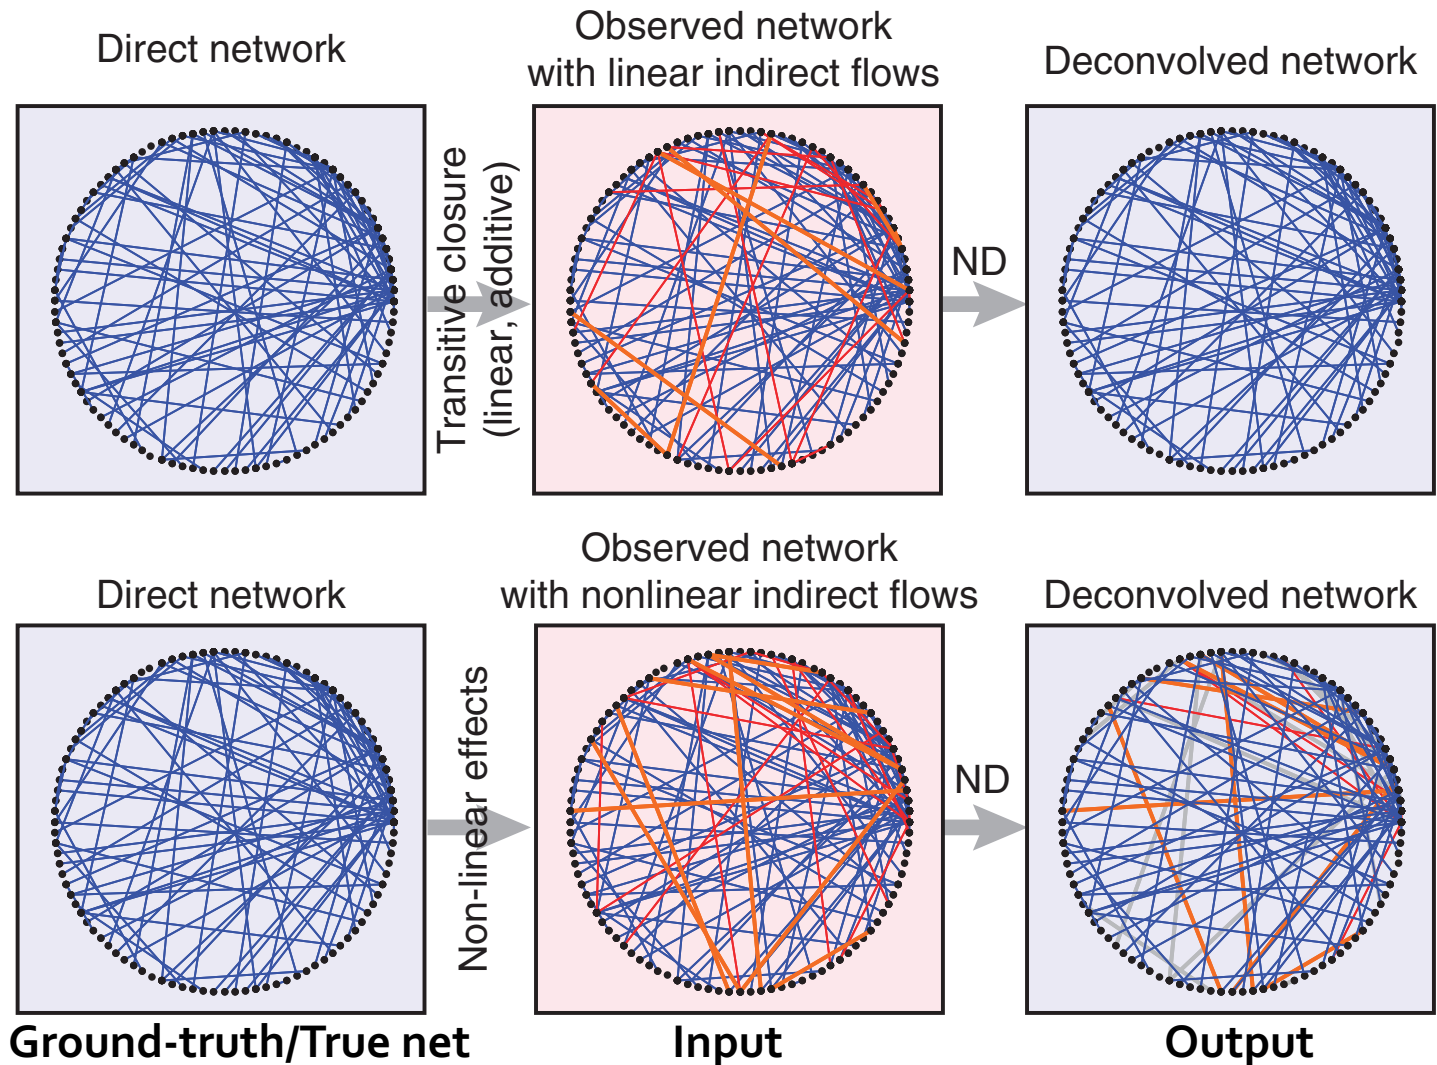 Direct network
Observed network
with linear indirect flows
Deconvolved network
Transitive closure
(linear, additive)
ND
Direct network
Observed network
with nonlinear indirect flows
Deconvolved network
Non-linear effects
ND
Ground-truth/True net
Input
Output